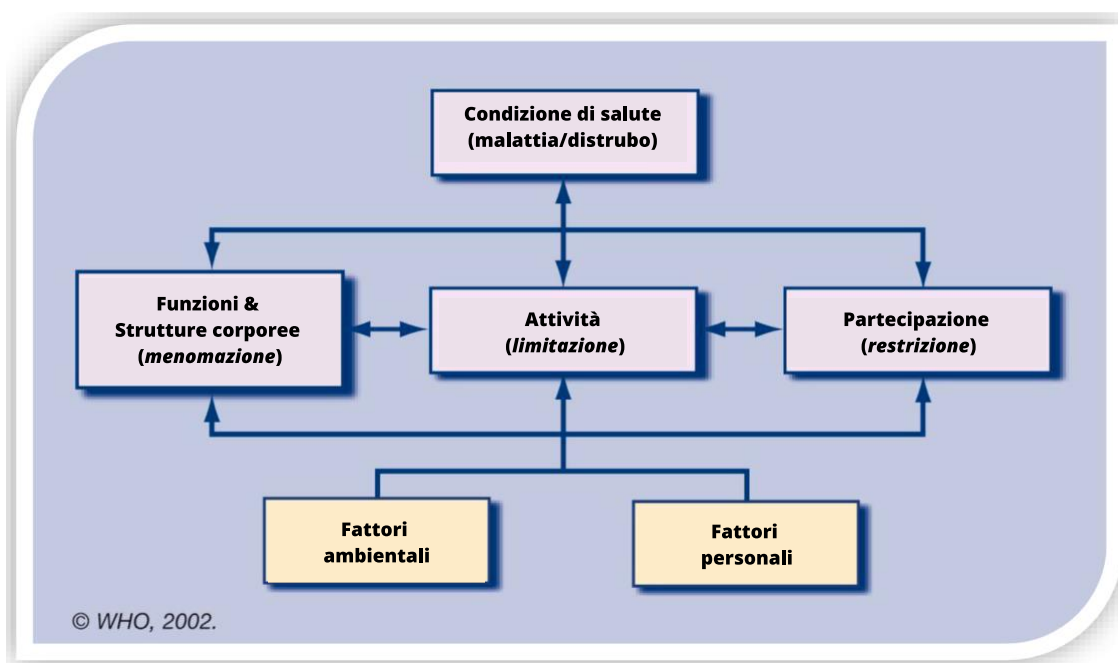 Condizione di salute
(malattia/distrubo)
Funzioni &
Strutture corporee
(menomazione)
Attività
(limitazione)
Partecipazione
(restrizione)
Fattori
ambientali
Fattori
personali
© WHO, 2002.